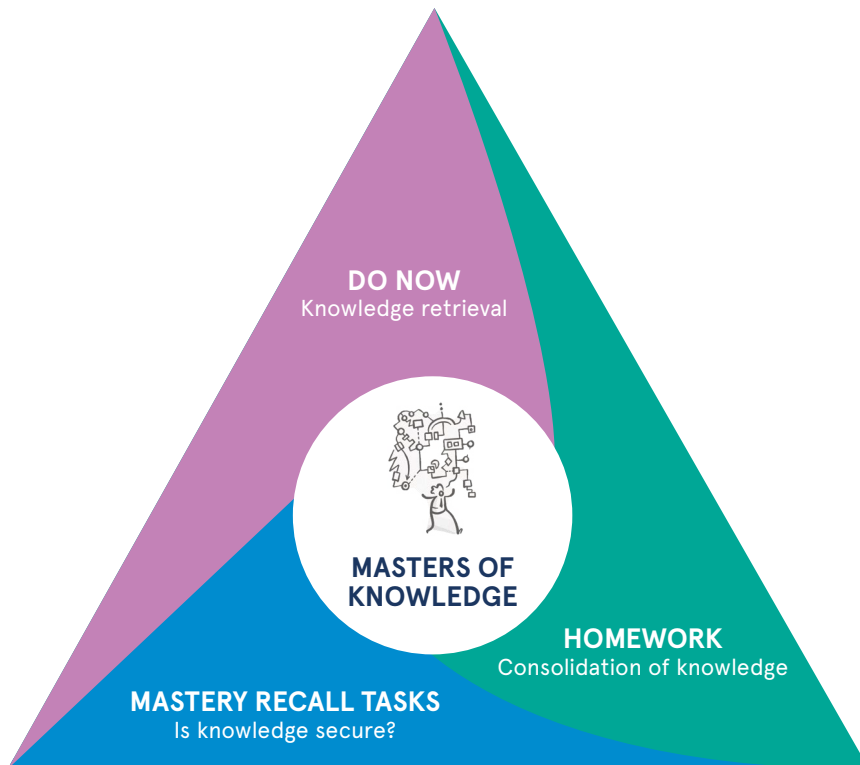 DO NOW
Knowledge retrieval
MASTERS OF
KNOWLEDGE
HOMEWORK
Consolidation of knowledge
MASTERY RECALL TASKS
Is knowledge secure?